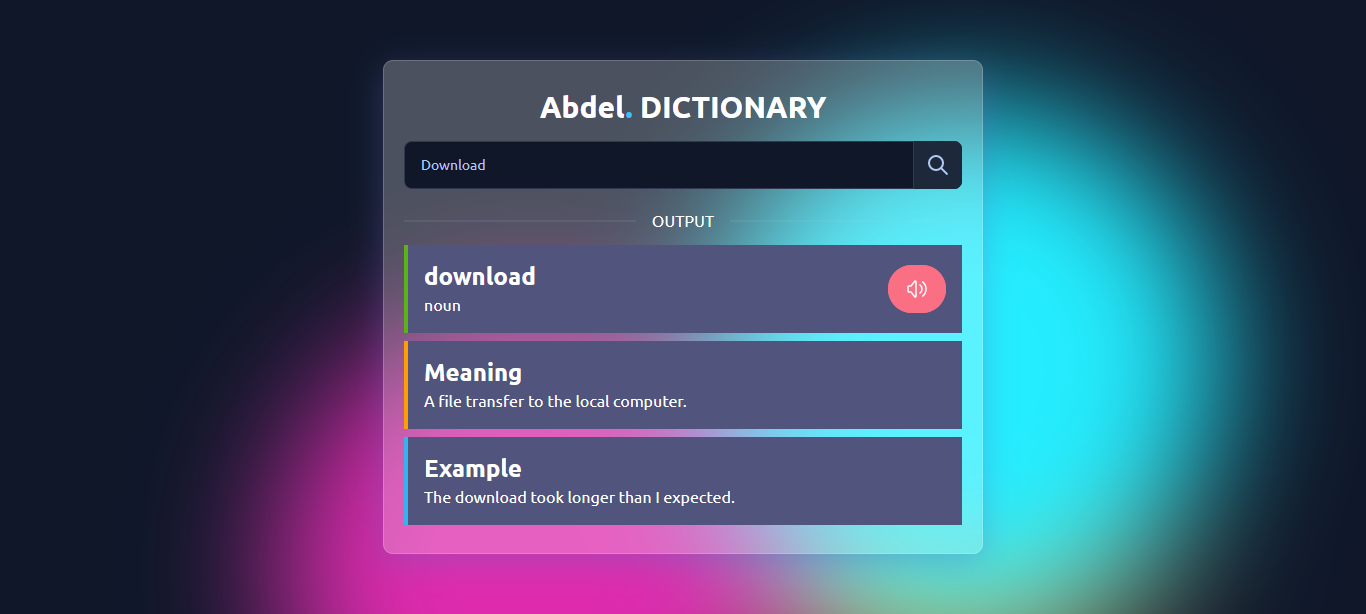 Abdel. DICTIONARY
Download
OUTPUT
download
noun
Meaning
A file transfer to the local computer.
Example
The download took longer than I expected.